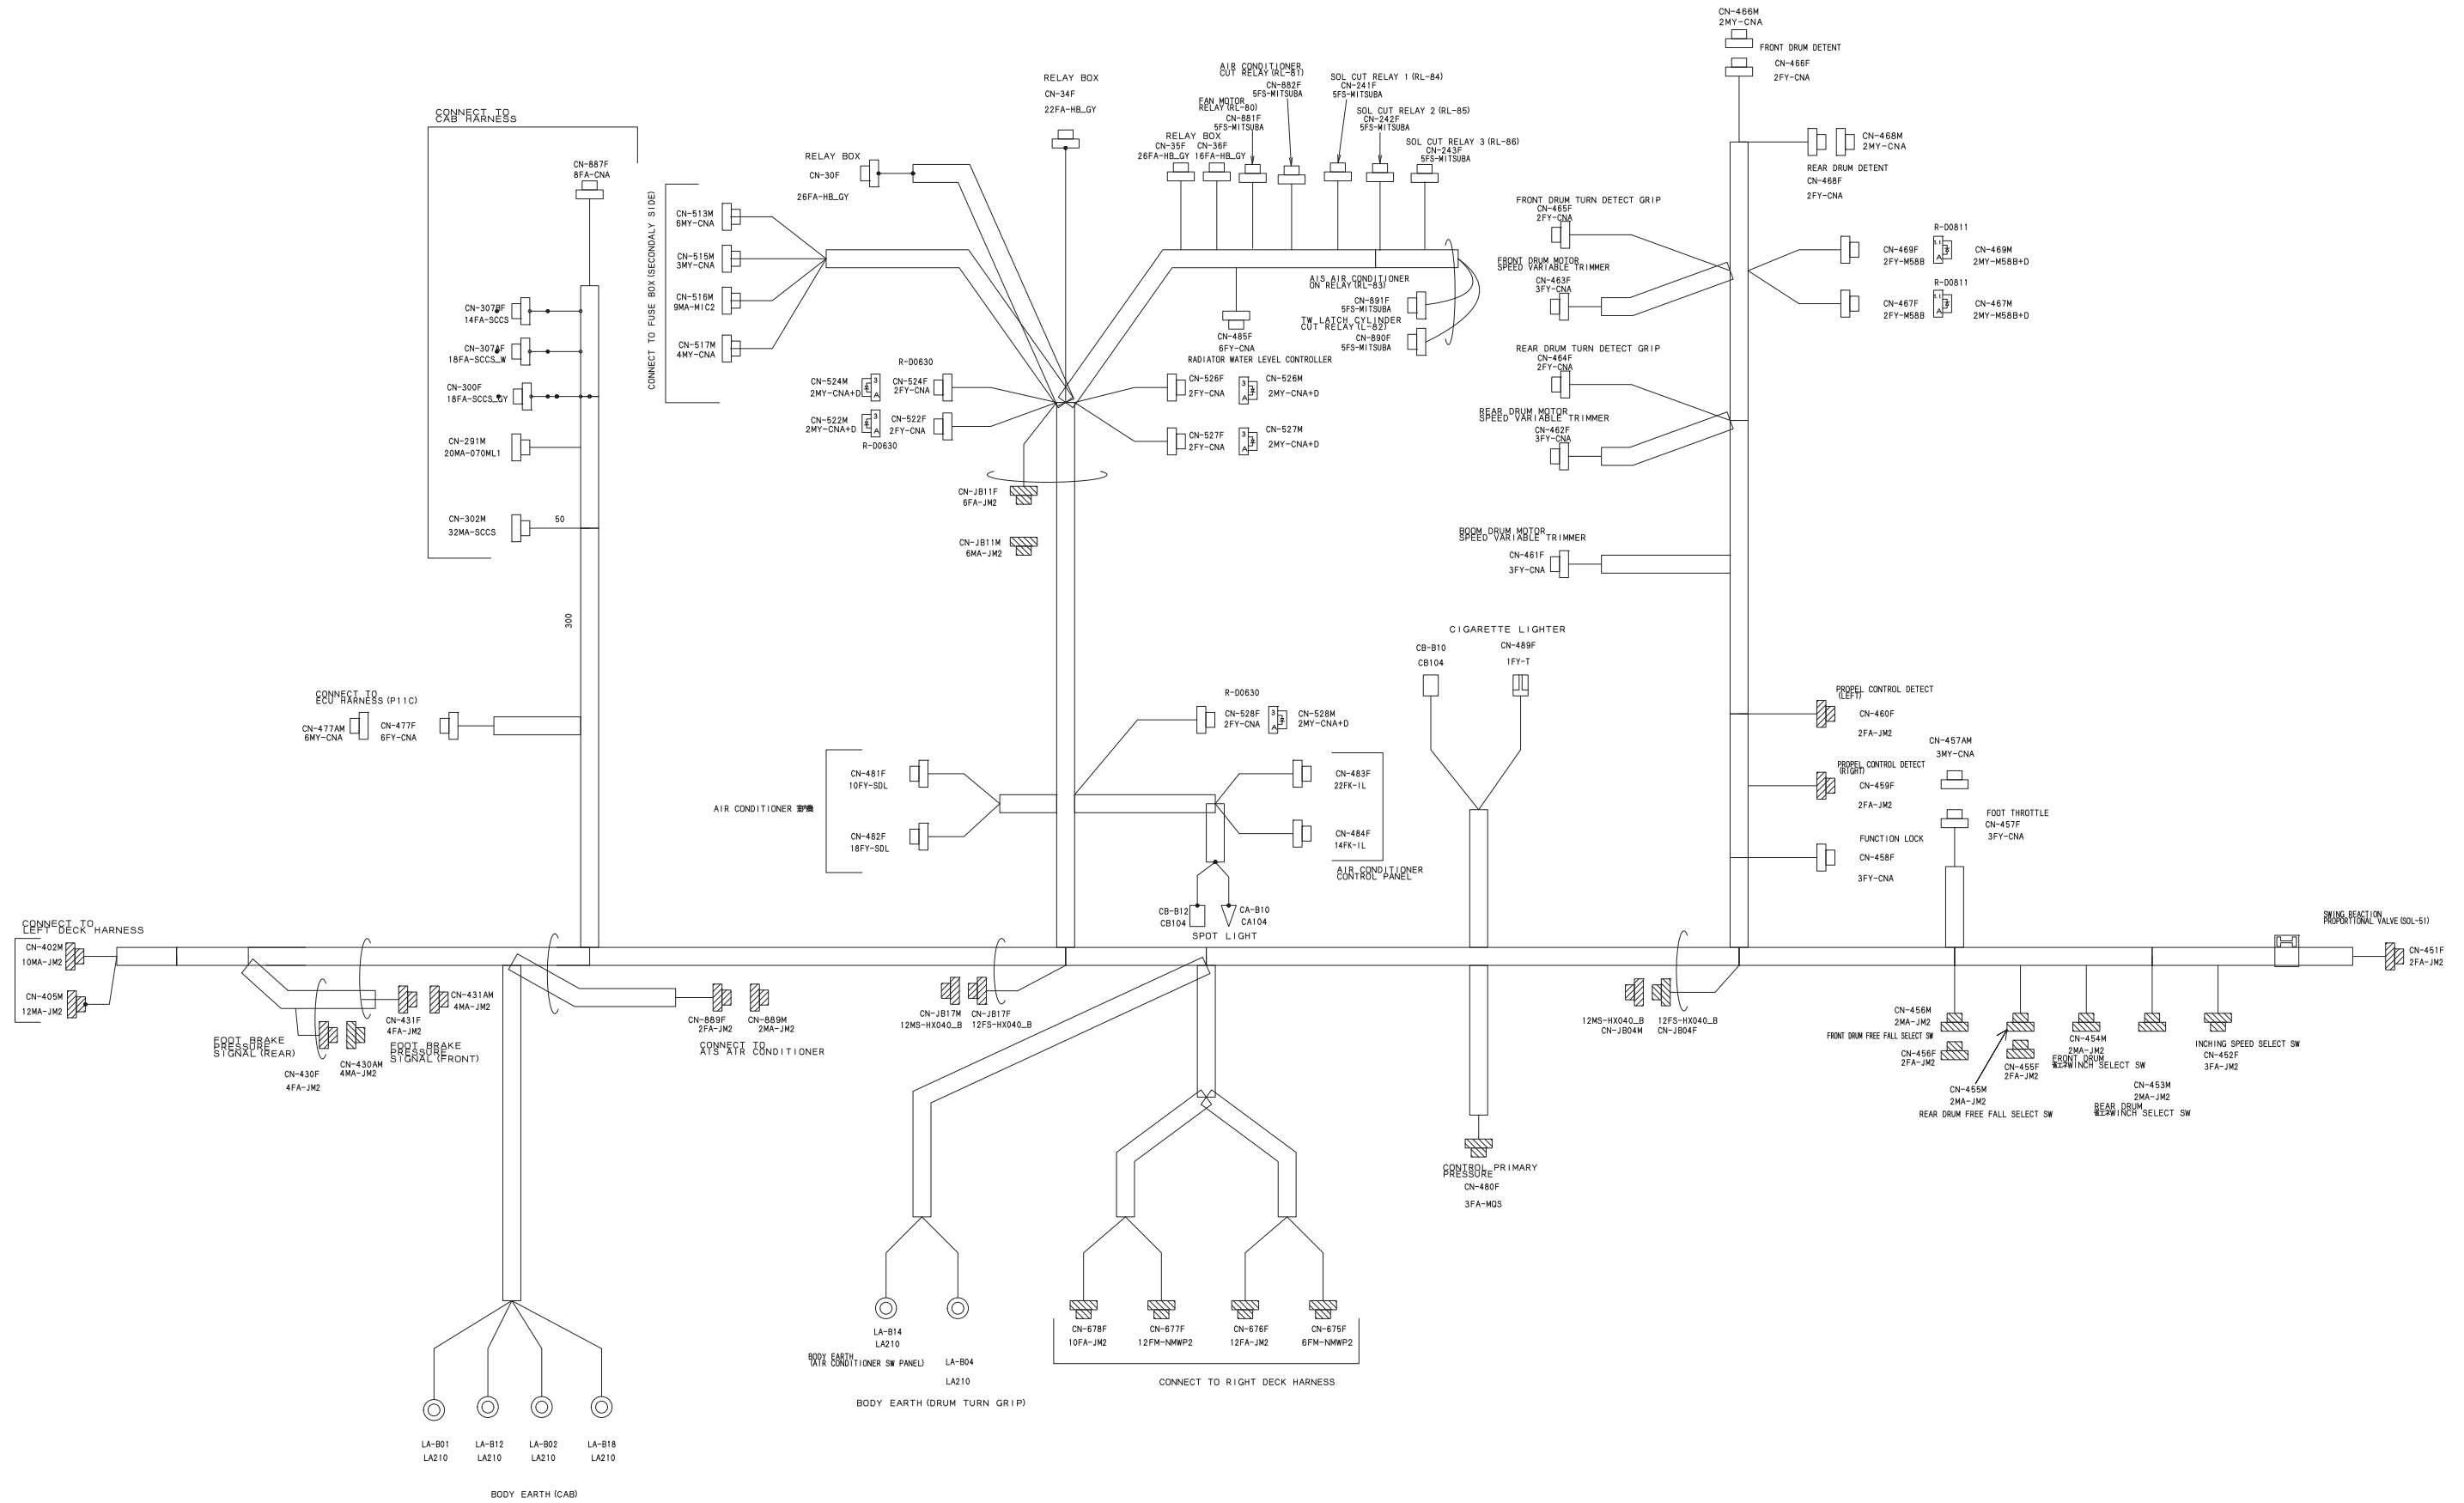 CN-466M
2MY-CNA
FRONT DRUM DETENT
CN-466F
2FY-CNA
CN-468M
2MY-CNA
REAR DRUM DETENT
CN-468F
2FY-CNA
CONNECT TO
CAB HARNESS
CN-887F
8FA-CNA
CN-307BF
14FA-SCCS
CN-307AF
18FA-SCCS_W
CN-300F
18FA-SCCS_GY
CN-291M
20MA-070ML1
CN-302M
32MA-SCCS
50
300
CONNECT TO FUSE BOX(SECONDALY SIDE)
CN-513M
6MY-CNA
CN-515M
3MY-CNA
CN-516M
9MA-MIC2
CN-517M
4MY-CNA
RELAY BOX
CN-30F
26FA-HB_GY
RELAY BOX
CN-34F
22FA-HB_GY
AIR CONDITIONER
CUT RELAY(RL-81)
CN-882F
5FS-MITSUBA
FAN MOTOR
RELAY(RL-80)
CN-881F
5FS-MITSUBA
RELAY BOX
CN-35F
26FA-HB_GY
CN-36F
16FA-HB_GY
SOL CUT RELAY 1(RL-84)
CN-241F
5FS-MITSUBA
SOL CUT RELAY 2(RL-85)
CN-242F
5FS-MITSUBA
SOL CUT RELAY 3(RL-86)
CN-243F
5FS-MITSUBA
AIS AIR CONDITIONER
ON RELAY(RL-83)
CN-891F
5FS-MITSUBA
TW LATCH CYLINDER
CUT RELAY(L-82)
CN-890F
5FS-MITSUBA
CN-485F
6FY-CNA
RADIATOR WATER LEVEL CONTROLLER
R-D0630
CN-524M
2MY-CNA+D
3
A
CN-524F
2FY-CNA
CN-522M
2MY-CNA+D
3
A
CN-522F
2FY-CNA
R-D0630
CN-526F
2FY-CNA
3
A
CN-526M
2MY-CNA+D
CN-527F
2FY-CNA
3
A
CN-527M
2MY-CNA+D
CN-JB11F
6FA-JM2
CN-JB11M
6MA-JM2
FRONT DRUM TURN DETECT GRIP
CN-465F
2FY-CNA
FRONT DRUM MOTOR
SPEED VARIABLE TRIMMER
CN-463F
3FY-CNA
CN-469F
2FY-M58B
R-D0811
1.1
A
CN-469M
2MY-M58B+D
CN-467F
2FY-M58B
R-D0811
1.1
A
CN-467M
2MY-M58B+D
REAR DRUM TURN DETECT GRIP
CN-464F
2FY-CNA
REAR DRUM MOTOR
SPEED VARIABLE TRIMMER
CN-462F
3FY-CNA
BOOM DRUM MOTOR
SPEED VARIABLE TRIMMER
CN-461F
3FY-CNA
CIGARETTE LIGHTER
CB-B10
CB104
CN-489F
1FY-T
CONNECT TO
ECU HARNESS(P11C)
CN-477AM
6MY-CNA
CN-477F
6FY-CNA
R-D0630
CN-528F
2FY-CNA
3
A
CN-528M
2MY-CNA+D
AIR CONDITIONER 室内機
CN-481F
10FY-SDL
CN-482F
18FY-SDL
CN-483F
22FK-IL
CN-484F
14FK-IL
AIR CONDITIONER
CONTROL PANEL
CB-B12
CB104
CA-B10
CA104
SPOT LIGHT
PROPEL CONTROL DETECT
(LEFT)
CN-460F
2FA-JM2
PROPEL CONTROL DETECT
(RIGHT)
CN-459F
2FA-JM2
CN-457AM
3MY-CNA
FOOT THROTTLE
CN-457F
3FY-CNA
FUNCTION LOCK
CN-458F
3FY-CNA
SWING REACTION
PROPORTIONAL VALVE(SOL-51)
CN-451F
2FA-JM2
CONNECT TO
LEFT DECK HARNESS
CN-402M
10MA-JM2
CN-405M
12MA-JM2
FOOT BRAKE
PRESSURE
SIGNAL(REAR)
CN-430F
4FA-JM2
CN-430AM
4MA-JM2
CN-431F
4FA-JM2
CN-431AM
4MA-JM2
FOOT BRAKE
PRESSURE
SIGNAL(FRONT)
CN-889F
2FA-JM2
CN-889M
2MA-JM2
CONNECT TO
AIS AIR CONDITIONER
CN-JB17M
12MS-HX040_B
CN-JB17F
12FS-HX040_B
12MS-HX040_B
CN-JB04M
12FS-HX040_B
CN-JB04F
CN-456M
2MA-JM2
FRONT DRUM FREE FALL SELECT SW
CN-456F
2FA-JM2
CN-455F
2FA-JM2
CN-455M
2MA-JM2
REAR DRUM FREE FALL SELECT SW
CN-454M
2MA-JM2
FRONT DRUM
WINCH SELECT SW
CN-453M
2MA-JM2
REAR DRUM
WINCH SELECT SW
INCHING SPEED SELECT SW
CN-452F
3FA-JM2
CONTROL PRIMARY
PRESSURE
CN-480F
3FA-MQS
LA-B14
LA210
BODY EARTH
(AIR CONDITIONER SW PANEL)
LA-B04
LA210
BODY EARTH(DRUM TURN GRIP)
CN-678F
10FA-JM2
CN-677F
12FM-NMWP2
CN-676F
12FA-JM2
CN-675F
6FM-NMWP2
CONNECT TO RIGHT DECK HARNESS
LA-B01
LA210
LA-B12
LA210
LA-B02
LA210
LA-B18
LA210
BODY EARTH(CAB)